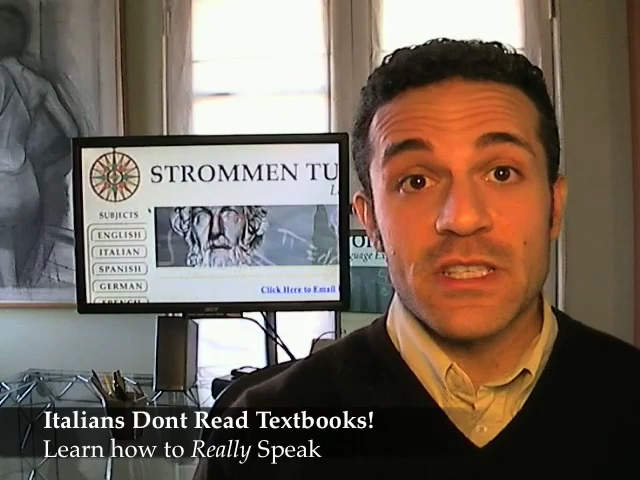 STROMMEN TU
SUBJECTS
ENGLISH
ITALIAN
SPANISH
GERMAN
FRENCH
Click Here to Email
Italians Dont Read Textbooks!
Learn how to Really Speak